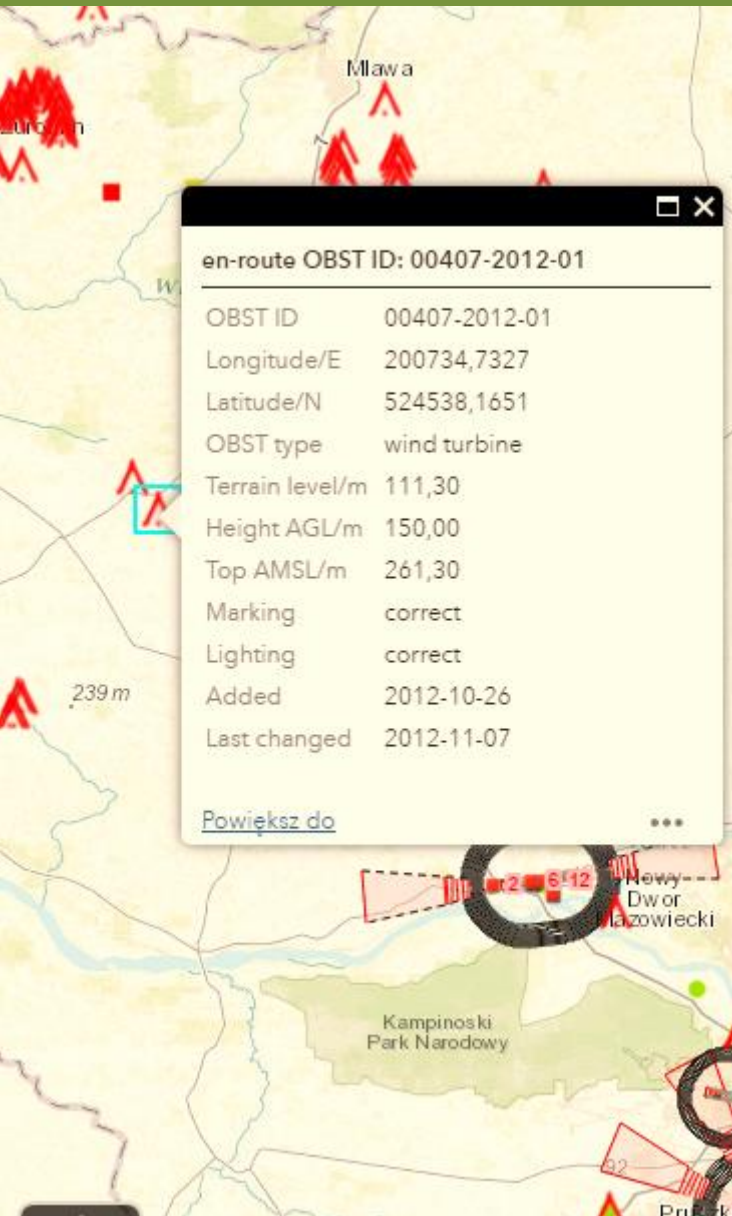 Mlawa
7
en-route OBST ID: 00407-2012-01
OBST ID 00407-2012-01
Longitude/E 200734,7327
Latitude/N 524538,1651
OBST type wind turbine
Terrain level/m 111,30
Height AGL/m 150,00
Top AMSL/m 261,30
Marking correct
Lighting correct
Added 2012-10-26
Last changed 2012-11-07
239 m
Powiększ do
2 6-12
Nowy
Dwor
Mazowiecki
Kampinoski
Park Narodowy
92